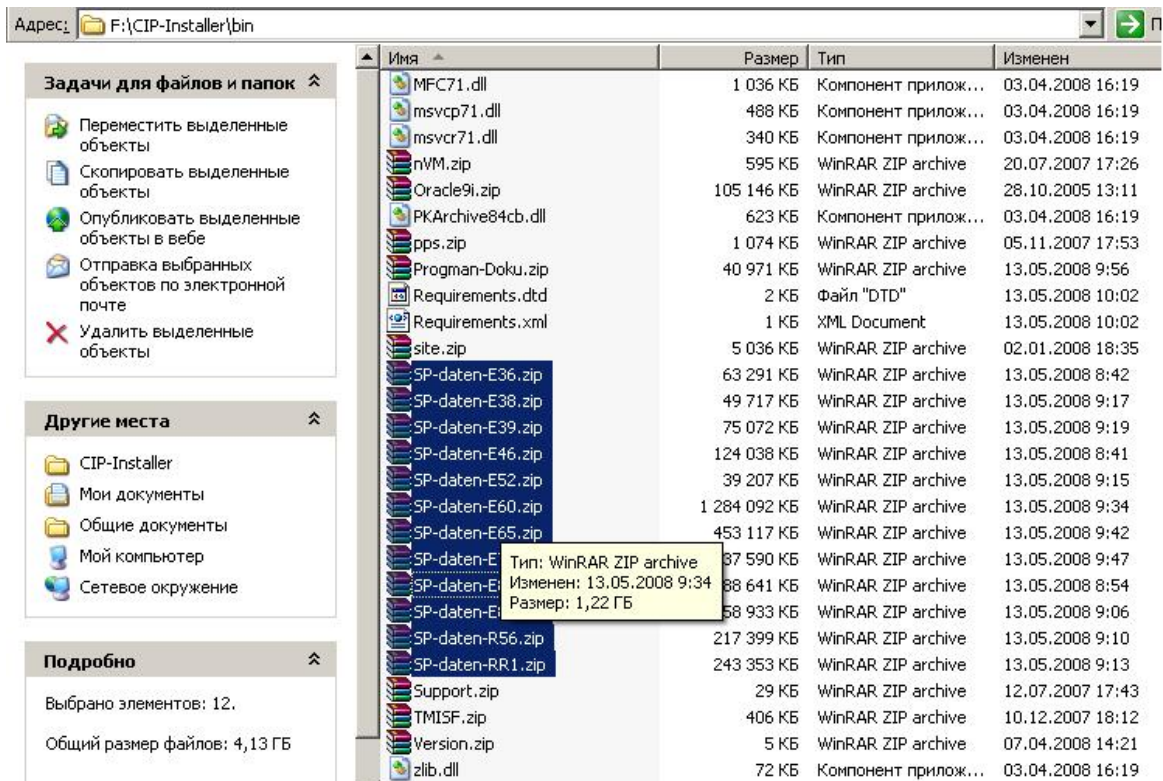 Адрес: F:\CIP-Installer\bin
Задачи для файлов и папок
Переместить выделенные
объекты
Скопировать выделенные
объекты
Опубликовать выделенные
объекты в вебе
Отправка выбранных
объектов по электронной
почте
Удалить выделенные
объекты
Другие места
CIP-Installer
Мои документы
Общие документы
Мой компьютер
Сетевое окружение
Подробно
Выбрано элементов: 12.
Общий размер файлов: 4,13 ГБ
Имя Размер Тип Изменен
MFC71.dll 1 036 КБ Компонент прилож... 03.04.2008 16:19
msvcp71.dll 488 КБ Компонент прилож... 03.04.2008 16:19
msvcr71.dll 340 КБ Компонент прилож... 03.04.2008 16:19
nVM.zip 595 КБ WinRAR ZIP archive 20.07.2007 17:26
Oracle9i.zip 105 146 КБ WinRAR ZIP archive 28.10.2005 13:11
PKArchive84cb.dll 623 КБ Компонент прилож... 03.04.2008 16:19
pps.zip 1 074 КБ WinRAR ZIP archive 05.11.2007 17:53
Progman-Doku.zip 40 971 КБ WinRAR ZIP archive 13.05.2008 9:56
Requirements.dtd 2 КБ Файл "DTD" 13.05.2008 10:02
Requirements.xml 1 КБ XML Document 13.05.2008 10:02
site.zip 5 036 КБ WinRAR ZIP archive 02.01.2008 18:35
SP-daten-E36.zip 63 291 КБ WinRAR ZIP archive 13.05.2008 8:42
SP-daten-E38.zip 49 717 КБ WinRAR ZIP archive 13.05.2008 9:17
SP-daten-E39.zip 75 072 КБ WinRAR ZIP archive 13.05.2008 9:19
SP-daten-E46.zip 124 038 КБ WinRAR ZIP archive 13.05.2008 8:41
SP-daten-E52.zip 39 207 КБ WinRAR ZIP archive 13.05.2008 9:15
SP-daten-E60.zip 1 284 092 КБ WinRAR ZIP archive 13.05.2008 9:34
SP-daten-E65.zip 453 117 КБ WinRAR ZIP archive 13.05.2008 9:42
SP-daten-E 37 590 КБ WinRAR ZIP archive 13.05.2008 9:47
SP-daten-E 88 641 КБ WinRAR ZIP archive 13.05.2008 8:54
SP-daten-E 58 933 КБ WinRAR ZIP archive 13.05.2008 9:06
Тип: WinRAR ZIP archive
Изменен: 13.05.2008 9:34
Размер: 1,22 ГБ
SP-daten-R56.zip 217 399 КБ WinRAR ZIP archive 13.05.2008 9:10
SP-daten-RR1.zip 243 353 КБ WinRAR ZIP archive 13.05.2008 9:13
Support.zip 29 КБ WinRAR ZIP archive 12.07.2007 17:43
TMISF.zip 406 КБ WinRAR ZIP archive 10.12.2007 18:12
Version.zip 5 КБ WinRAR ZIP archive 07.04.2008 14:21
zlib.dll 72 КБ Компонент прилож... 03.04.2008 16:19